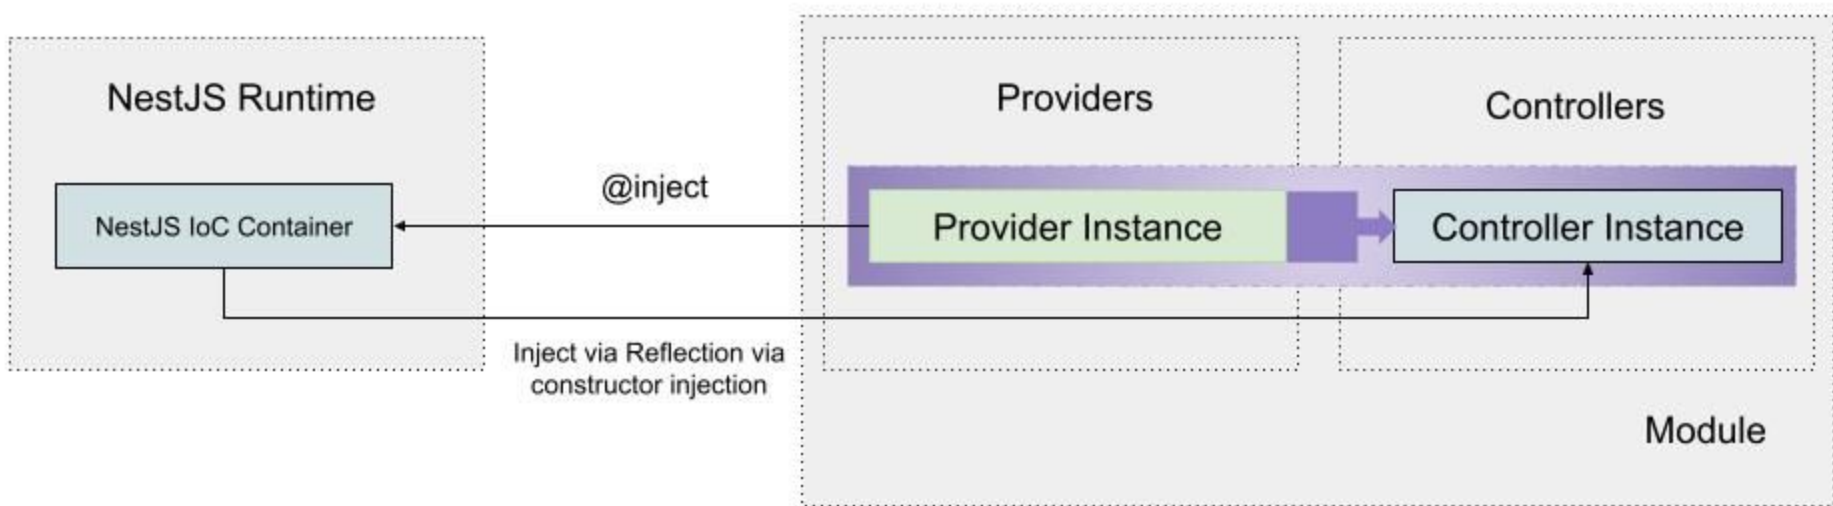 NestJS Runtime
NestJS IoC Container
@inject
Inject via Reflection via
constructor injection
Providers
Provider Instance
Controllers
Controller Instance
Module